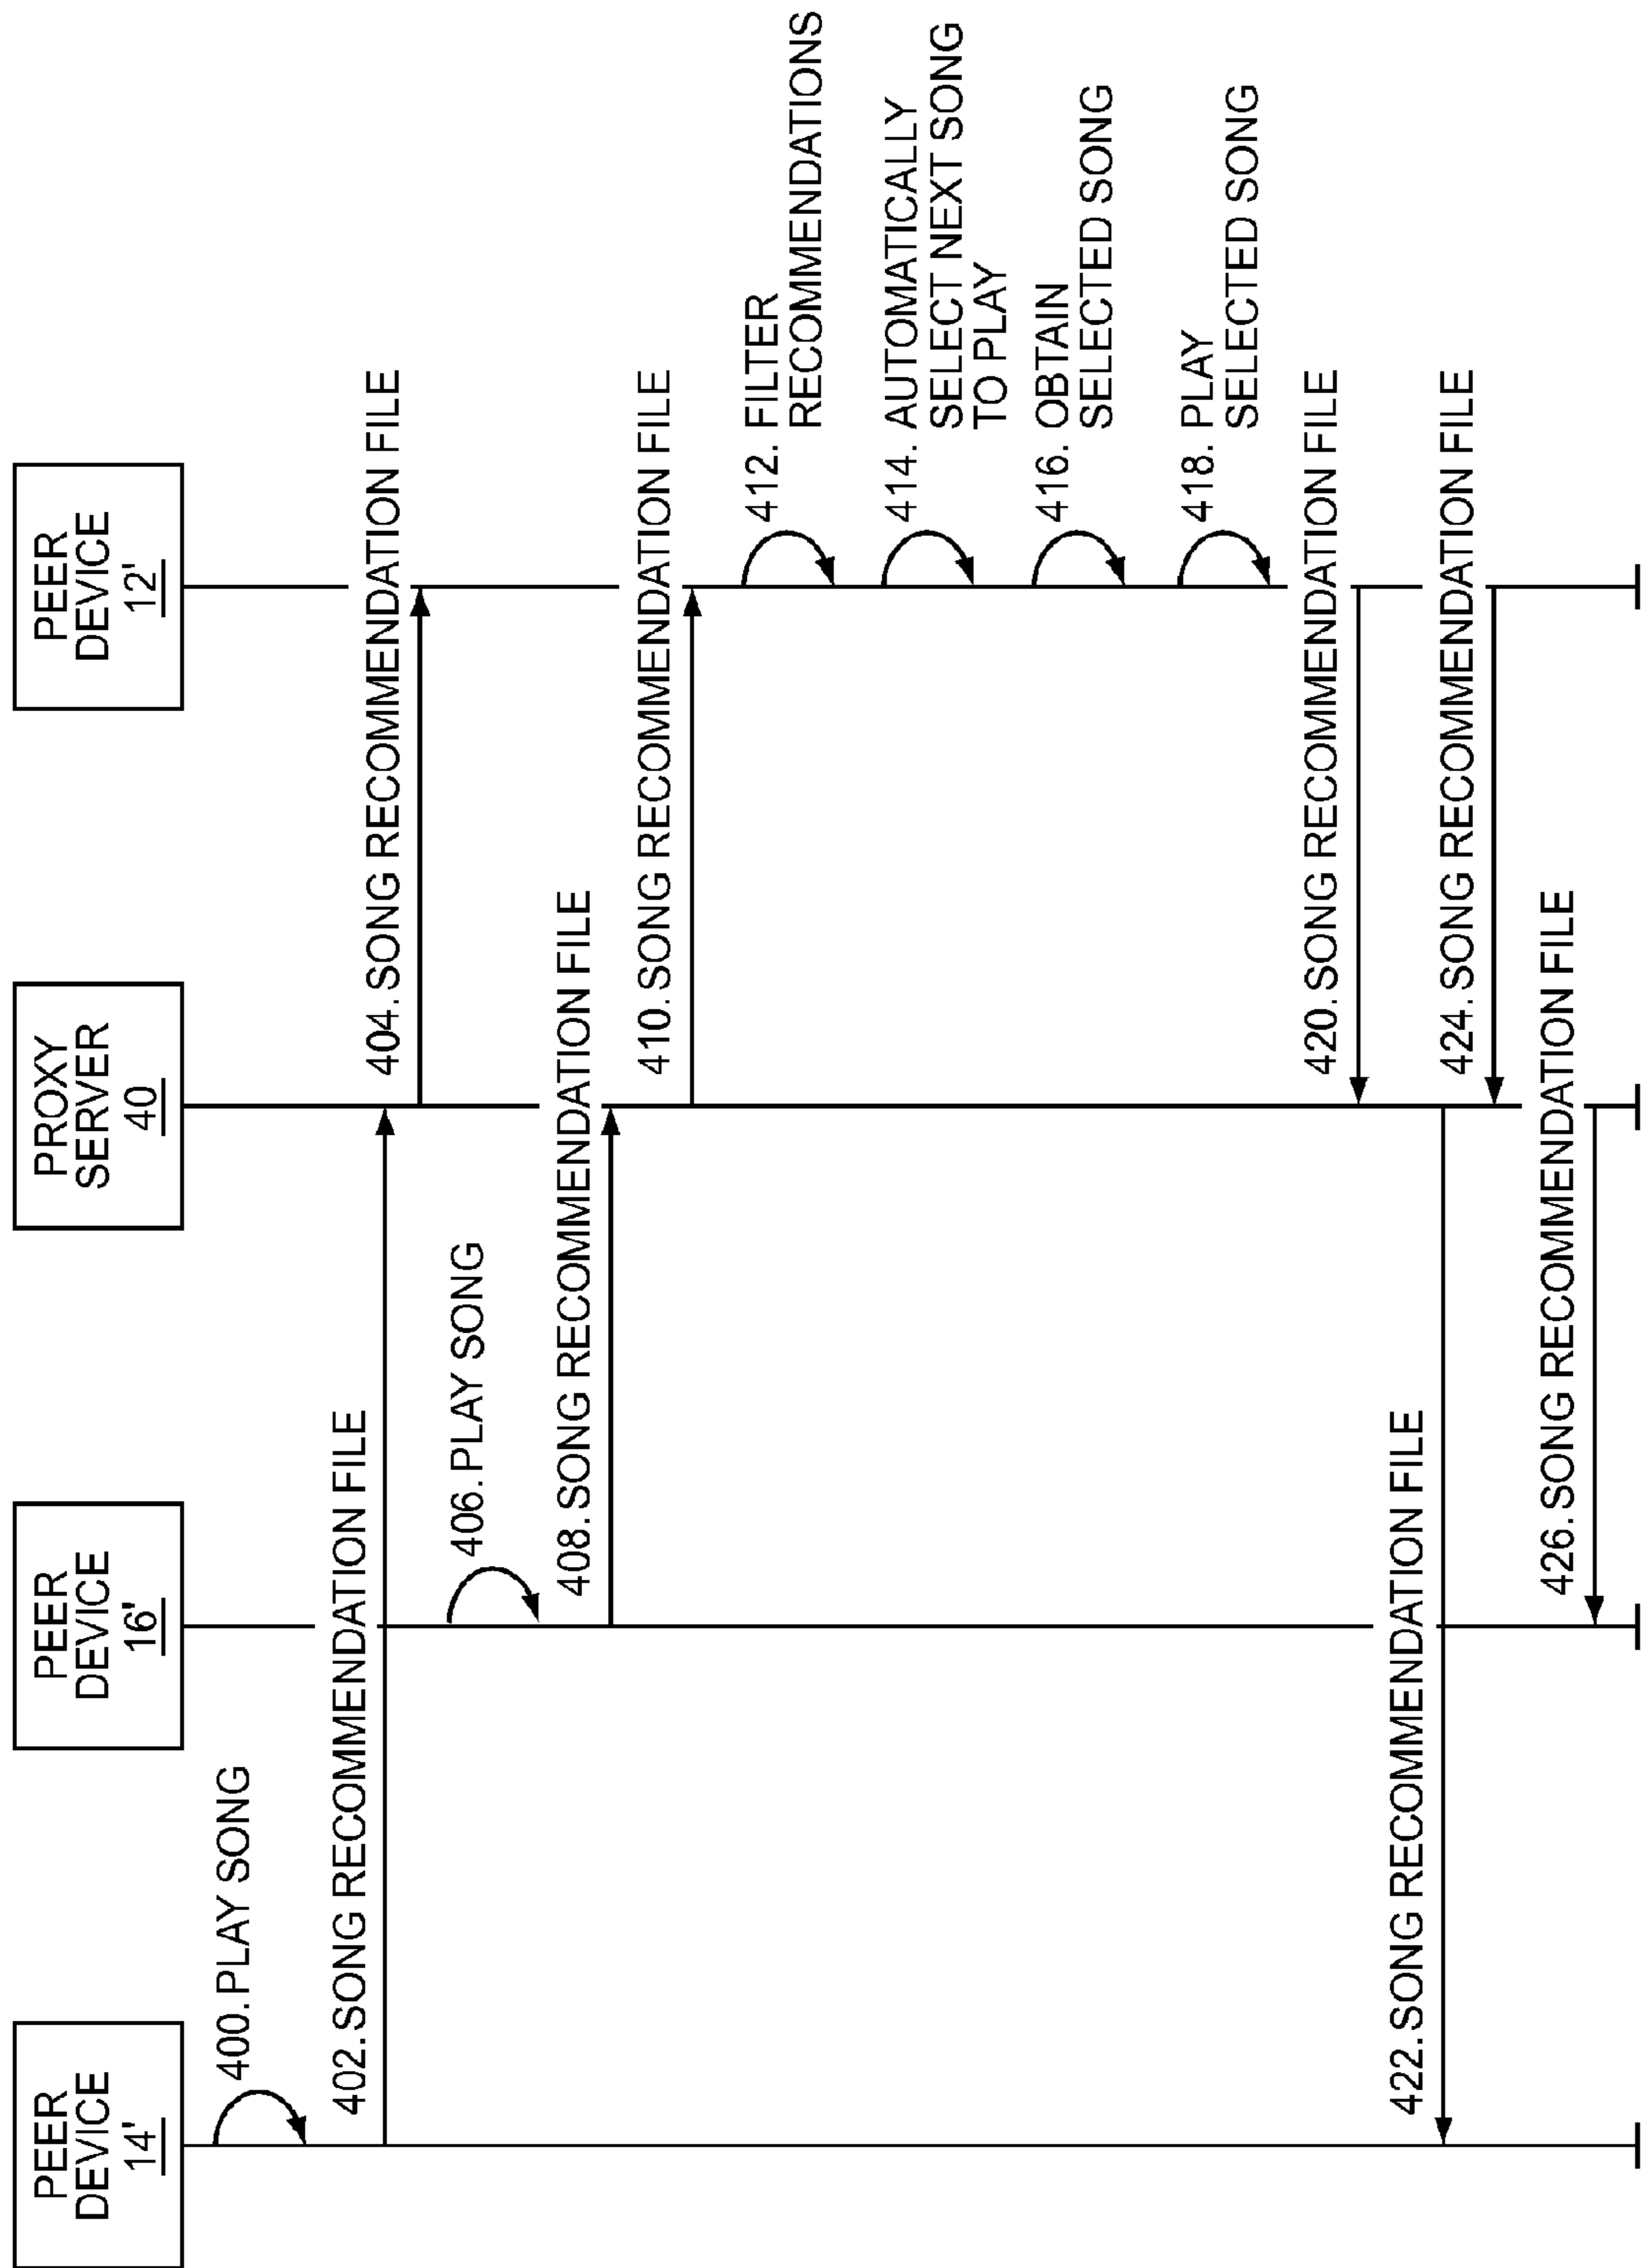 PEER
DEVICE
14'
PEER
DEVICE
16'
PROXY
SERVER
40
PEER
DEVICE
12'
400. PLAY SONG
402. SONG RECOMMENDATION FILE
404. SONG RECOMMENDATION FILE
406. PLAY SONG
408. SONG RECOMMENDATION FILE
410. SONG RECOMMENDATION FILE
412. FILTER
RECOMMENDATIONS
414. AUTOMATICALLY
SELECT NEXT SONG
TO PLAY
416. OBTAIN
SELECTED SONG
418. PLAY
SELECTED SONG
420. SONG RECOMMENDATION FILE
422. SONG RECOMMENDATION FILE
424. SONG RECOMMENDATION FILE
426. SONG RECOMMENDATION FILE